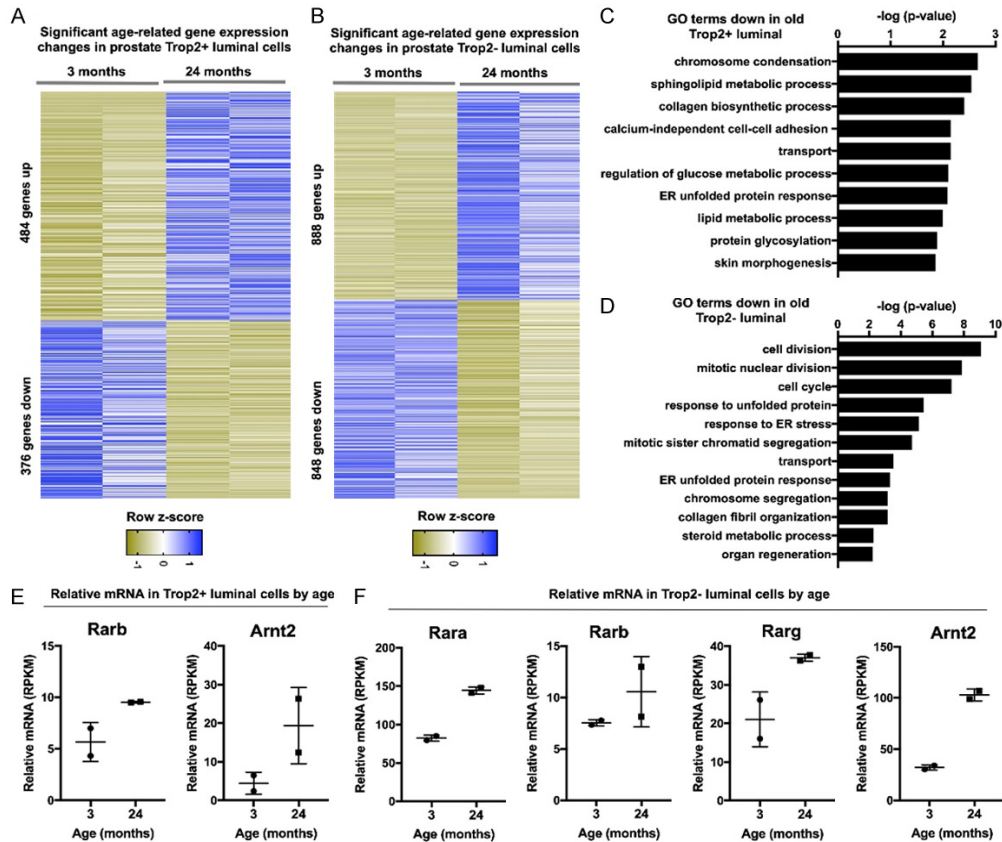 A
Significant age-related gene expression
changes in prostate Trop2+ luminal cells
3 months
24 months
484 genes up
376 genes down
Row z-score
-1
0
1
B
Significant age-related gene expression
changes in prostate Trop2- luminal cells
3 months
24 months
888 genes up
848 genes down
Row z-score
-1
0
1
C
GO terms down in old
Trop2+ luminal
-log (p-value)
0 1 2 3
chromosome condensation
sphingolipid metabolic process
collagen biosynthetic process
calcium-independent cell-cell adhesion
transport
regulation of glucose metabolic process
ER unfolded protein response
lipid metabolic process
protein glycosylation
skin morphogenesis
D
GO terms down in old
Trop2- luminal
-log (p-value)
0 2 4 6 8 10
cell division
mitotic nuclear division
cell cycle
response to unfolded protein
response to ER stress
mitotic sister chromatid segregation
transport
ER unfolded protein response
chromosome segregation
collagen fibril organization
steroid metabolic process
organ regeneration
E
Relative mRNA in Trop2+ luminal cells by age
Rarb
Relative mRNA (RPKM)
15
10
5
0
3 24
Age (months)
Arnt2
Relative mRNA (RPKM)
40
30
20
10
0
3 24
Age (months)
F
Relative mRNA in Trop2- luminal cells by age
Rara
Relative mRNA (RPKM)
200
150
100
50
0
3 24
Age (months)
Rarb
Relative mRNA (RPKM)
15
10
5
0
3 24
Age (months)
Rarg
Relative mRNA (RPKM)
40
30
20
10
0
3 24
Age (months)
Arnt2
Relative mRNA (RPKM)
150
100
50
0
3 24
Age (months)